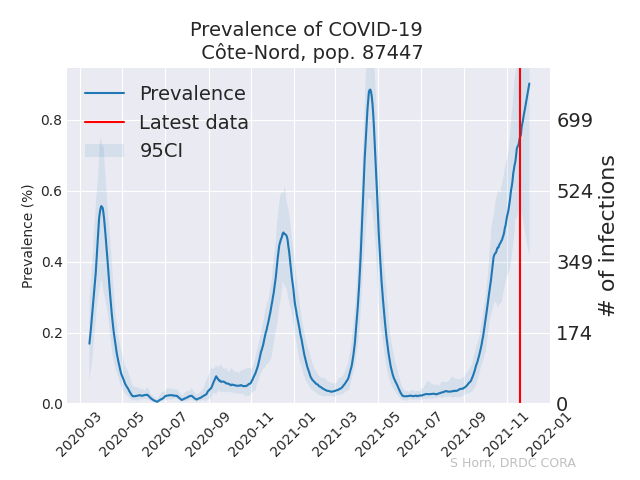 Prevalence of COVID-19
Côte-Nord, pop. 87447
Prevalence
Latest data
95CI
Prevalence (%)
0.8
0.6
0.4
0.2
0.0
699
524
349
174
0
# of infections
2020-03
2020-05
2020-07
2020-09
2020-11
2021-01
2021-03
2021-05
2021-07
2021-09
2021-11
2022-01
S Horn, DRDC CORA